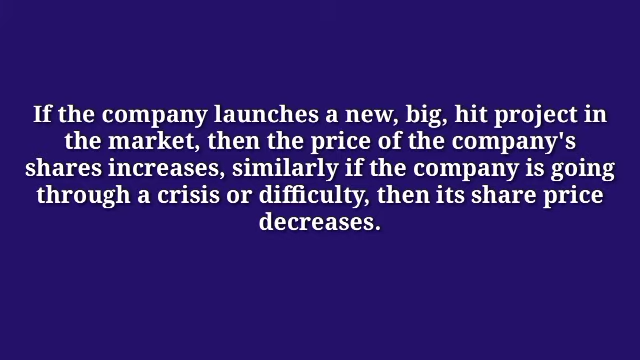 If the company launches a new, big, hit project in
the market, then the price of the company's
shares increases, similarly if the company is going
through a crisis or difficulty, then its share price
decreases.